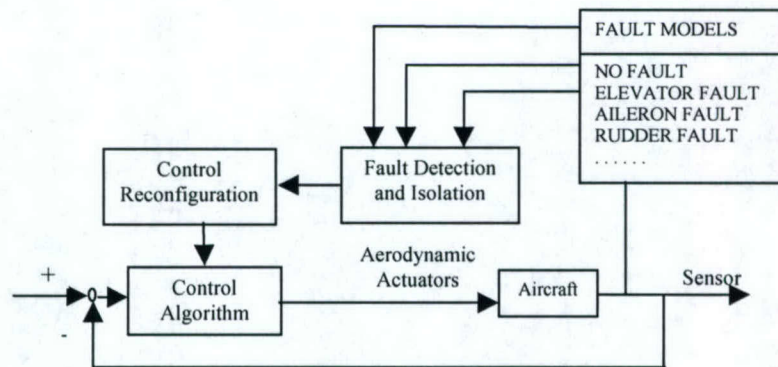 FAULT MODELS
NO FAULT
ELEVATOR FAULT
AILERON FAULT
RUDDER FAULT
. . . . . .
Control
Reconfiguration
Fault Detection
and Isolation
+
-
Control
Algorithm
Aerodynamic
Actuators
Aircraft
Sensor